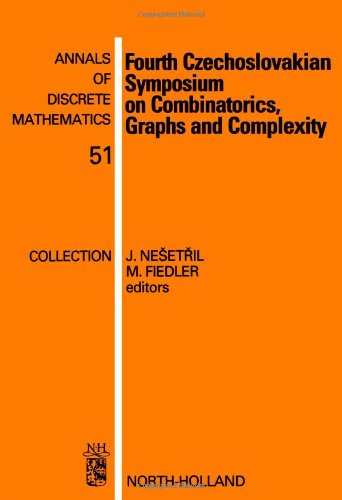 ANNALS
OF
DISCRETE
MATHEMATICS
51
Fourth Czechoslovakian
Symposium
on Combinatorics,
Graphs and Complexity
COLLECTION
J. NEŠETŘIL
M. FIEDLER
editors
NH
NORTH-HOLLAND